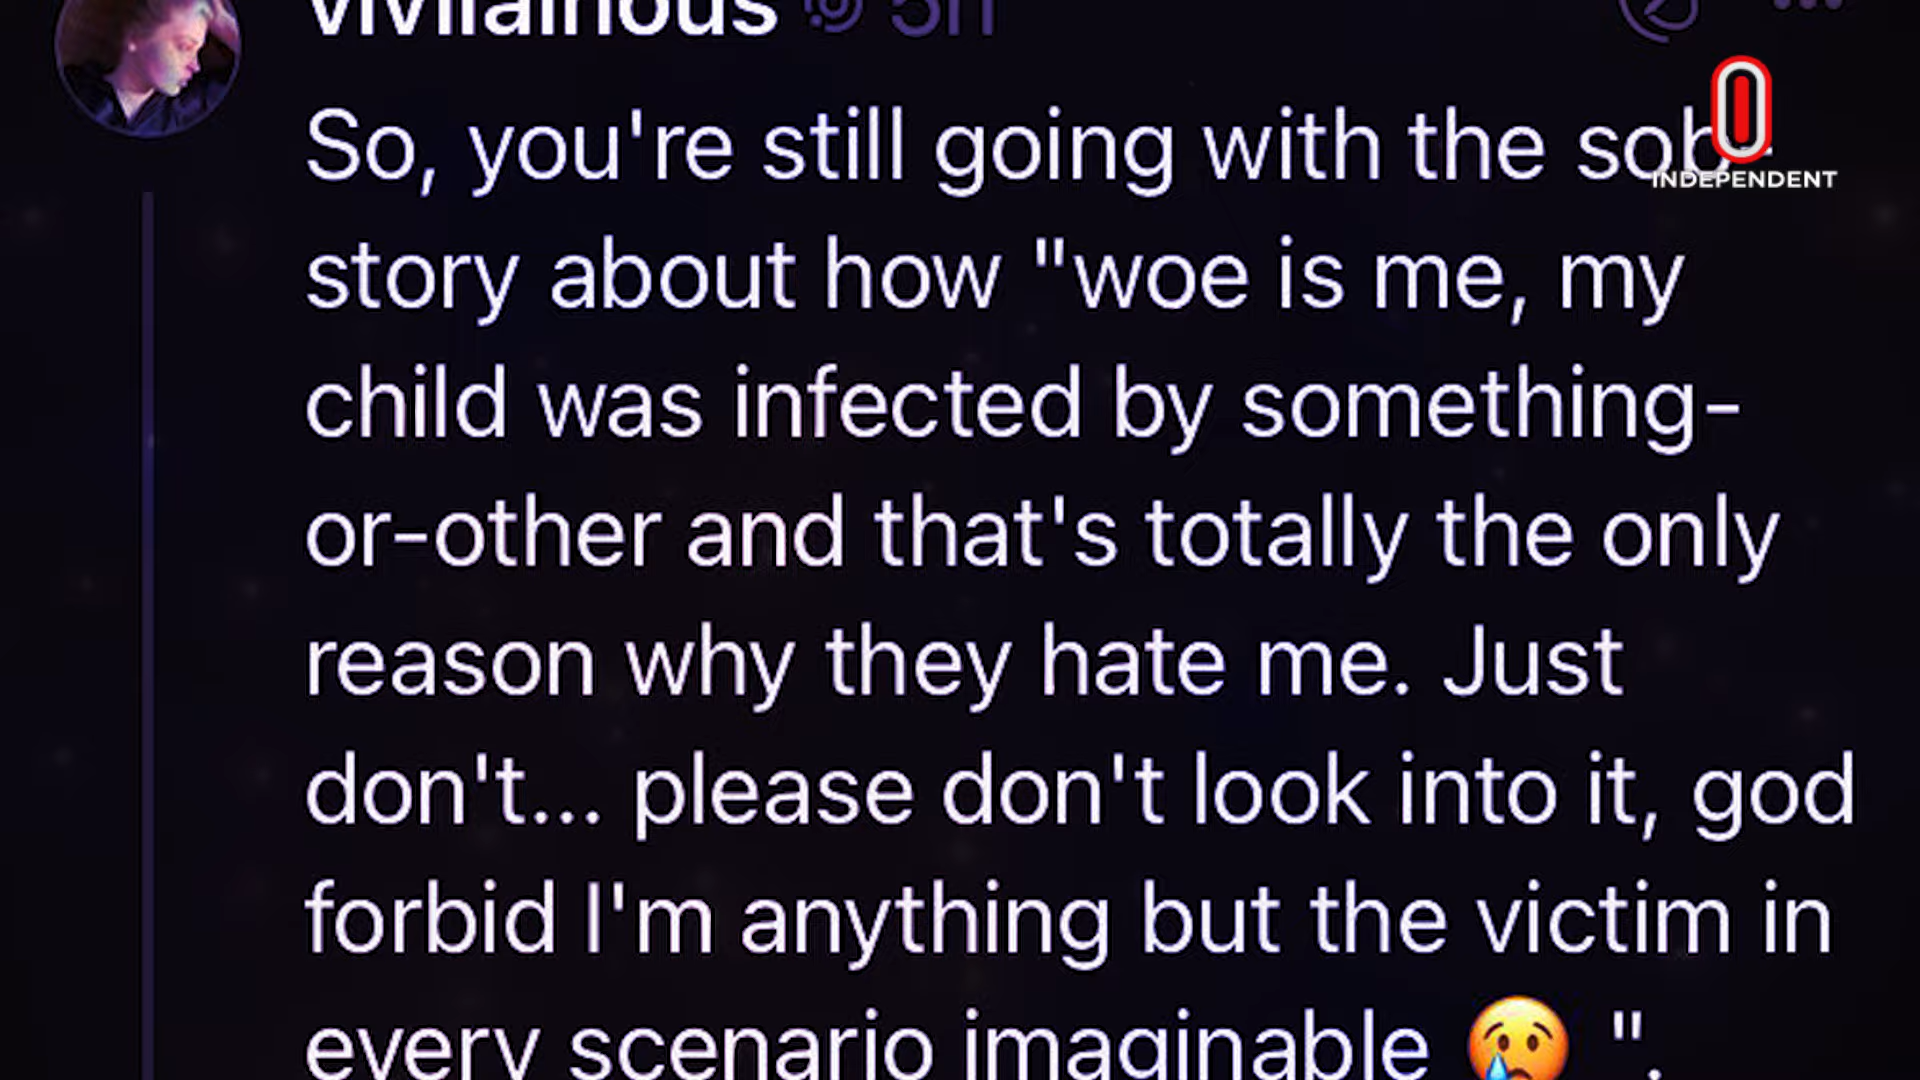 vivllainous 5h
So, you're still going with the sob-
INDEPENDENT
story about how "woe is me, my
child was infected by something-
or-other and that's totally the only
reason why they hate me. Just
don't... please don't look into it, god
forbid I'm anything but the victim in
every scenario imaginable 😢 ".